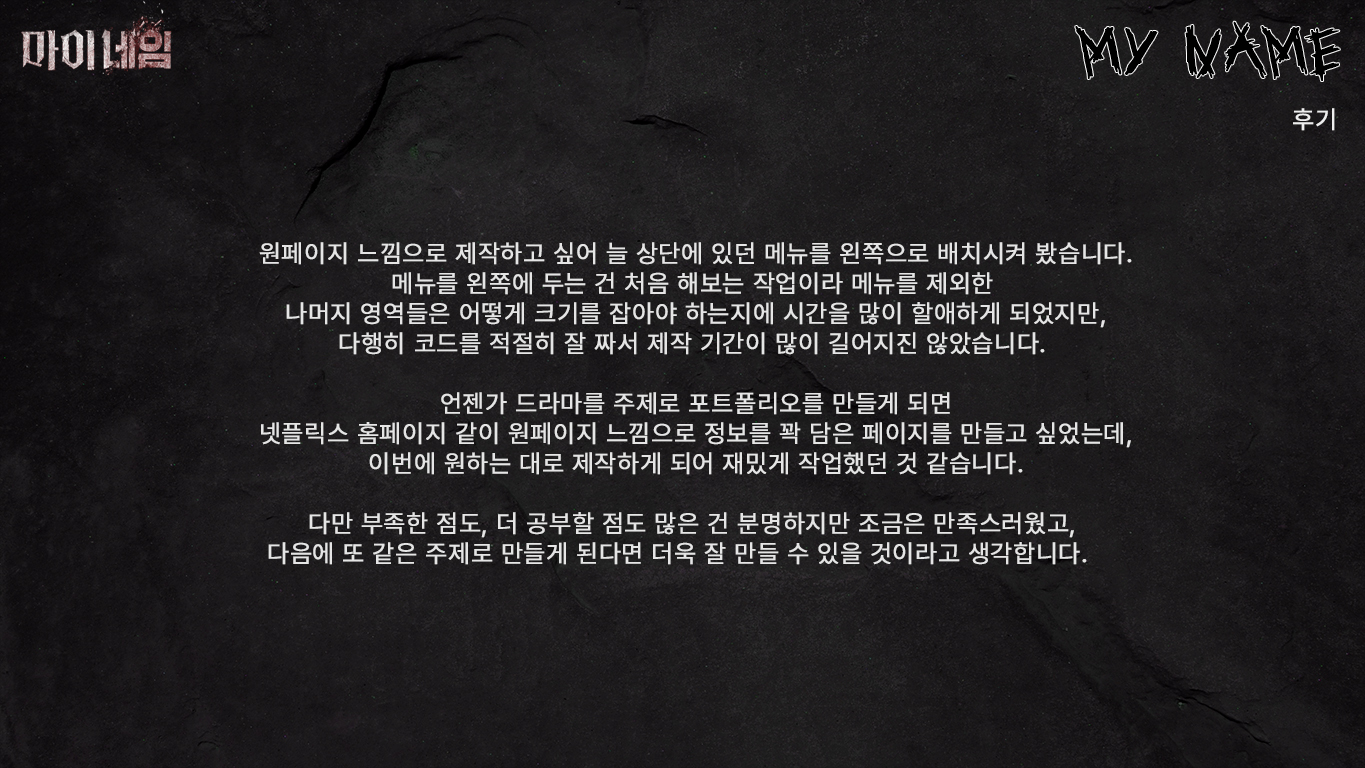 마이네임
MY NAME
후기
원페이지 느낌으로 제작하고 싶어 늘 상단에 있던 메뉴를 왼쪽으로 배치시켜 봤습니다.
메뉴를 왼쪽에 두는 건 처음 해보는 작업이라 메뉴를 제외한
나머지 영역들은 어떻게 크기를 잡아야 하는지에 시간을 많이 할애하게 되었지만,
다행히 코드를 적절히 잘 짜서 제작 기간이 많이 길어지진 않았습니다.
언젠가 드라마를 주제로 포트폴리오를 만들게 되면
넷플릭스 홈페이지 같이 원페이지 느낌으로 정보를 꽉 담은 페이지를 만들고 싶었는데,
이번에 원하는 대로 제작하게 되어 재밌게 작업했던 것 같습니다.
다만 부족한 점도, 더 공부할 점도 많은 건 분명하지만 조금은 만족스러웠고,
다음에 또 같은 주제로 만들게 된다면 더욱 잘 만들 수 있을 것이라고 생각합니다.